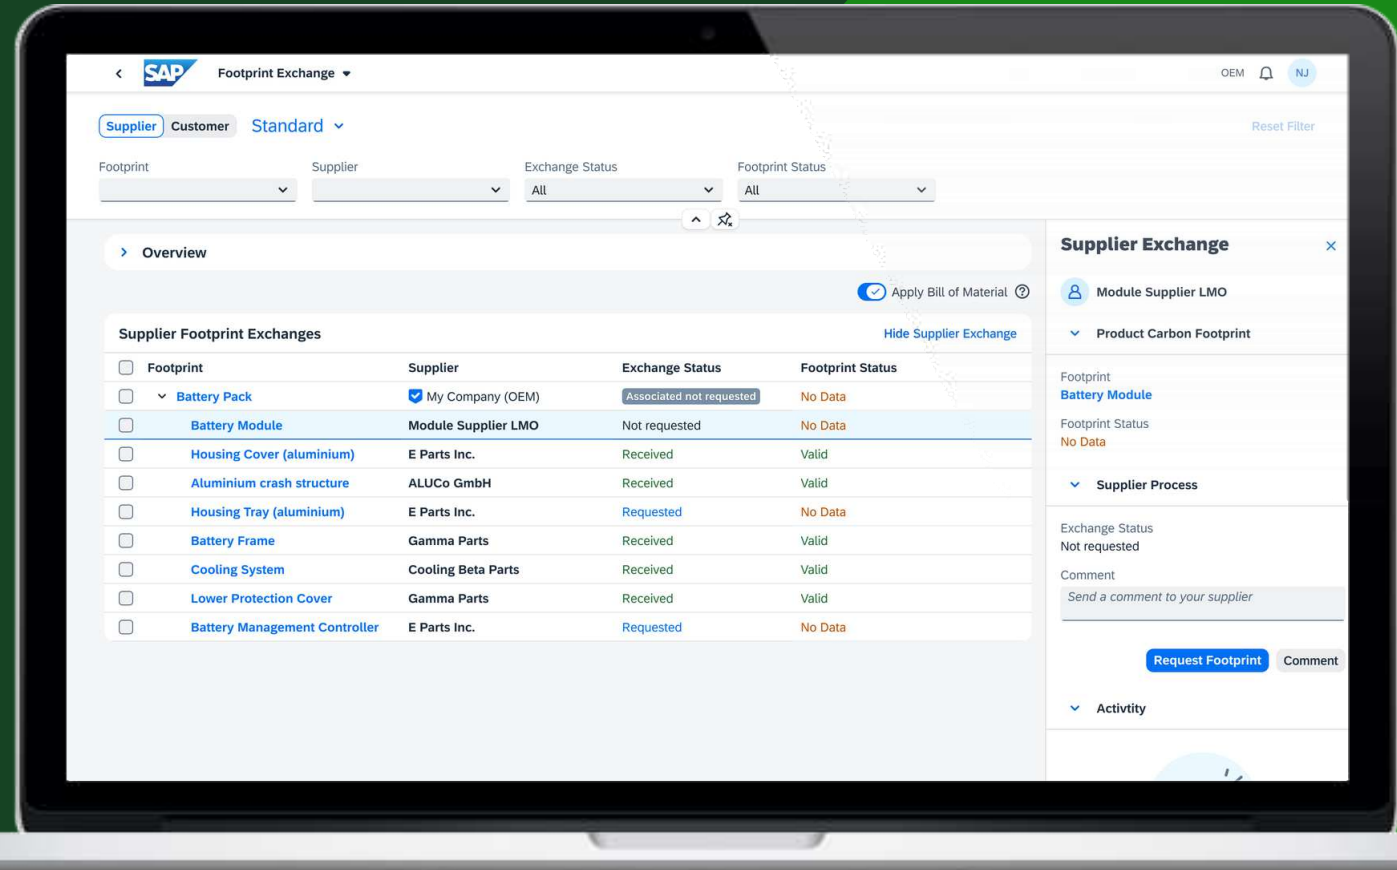 SAP Footprint Exchange OEM NJ
Supplier Customer Standard Reset Filter
Footprint Supplier Exchange Status Footprint Status
All All
Overview
Apply Bill of Material
Supplier Footprint Exchanges Hide Supplier Exchange
Footprint Supplier Exchange Status Footprint Status
Battery Pack My Company (OEM) Associated not requested No Data
Battery Module Module Supplier LMO Not requested No Data
Housing Cover (aluminium) E Parts Inc. Received Valid
Aluminium crash structure ALUCo GmbH Received Valid
Housing Tray (aluminium) E Parts Inc. Requested No Data
Battery Frame Gamma Parts Received Valid
Cooling System Cooling Beta Parts Received Valid
Lower Protection Cover Gamma Parts Received Valid
Battery Management Controller E Parts Inc. Requested No Data
Supplier Exchange
Module Supplier LMO
Product Carbon Footprint
Footprint
Battery Module
Footprint Status
No Data
Supplier Process
Exchange Status
Not requested
Comment
Send a comment to your supplier
Request Footprint Comment
Activtity